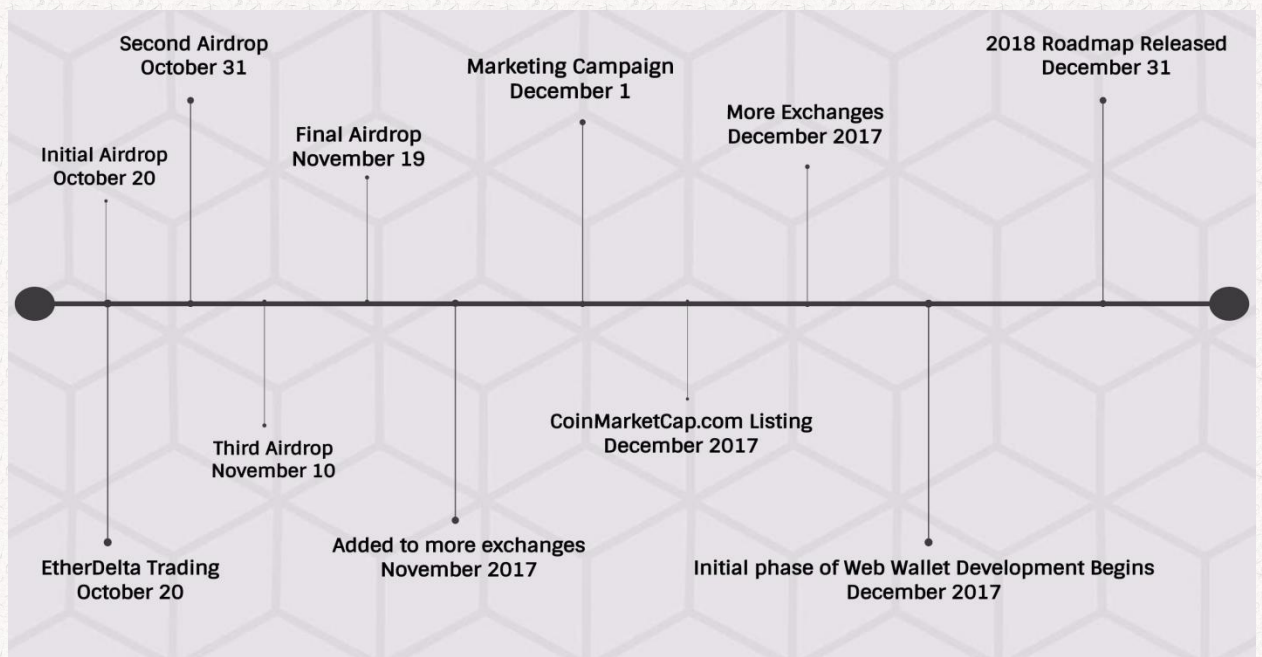 Initial Airdrop
October 20
EtherDelta Trading
October 20
Second Airdrop
October 31
Third Airdrop
November 10
Final Airdrop
November 19
Added to more exchanges
November 2017
Marketing Campaign
December 1
CoinMarketCap.com Listing
December 2017
More Exchanges
December 2017
Initial phase of Web Wallet Development Begins
December 2017
2018 Roadmap Released
December 31